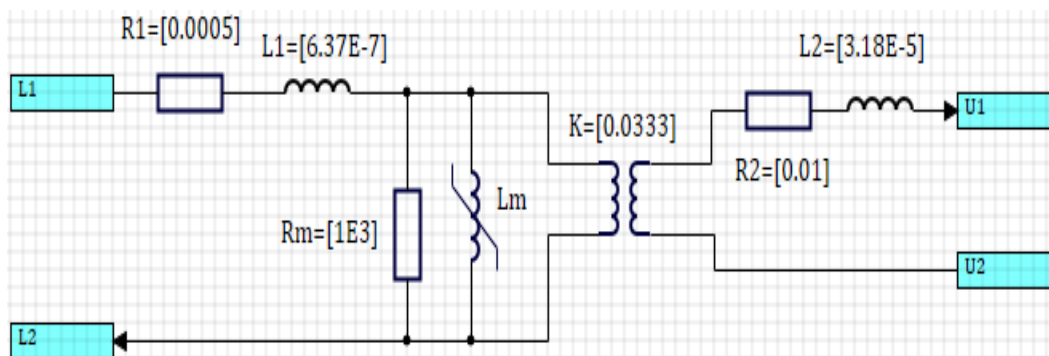 R1=[0.0005]
L1=[6.37E-7]
L2=[3.18E-5]
L1
U1
K=[0.0333]
R2=[0.01]
Lm
Rm=[1E3]
U2
L2